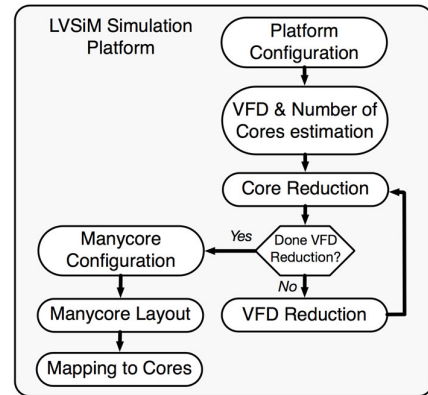 LVSiM Simulation
Platform
Platform
Configuration
VFD & Number of
Cores estimation
Core Reduction
Done VFD
Reduction?
Yes
No
Manycore
Configuration
VFD Reduction
Manycore Layout
Mapping to Cores